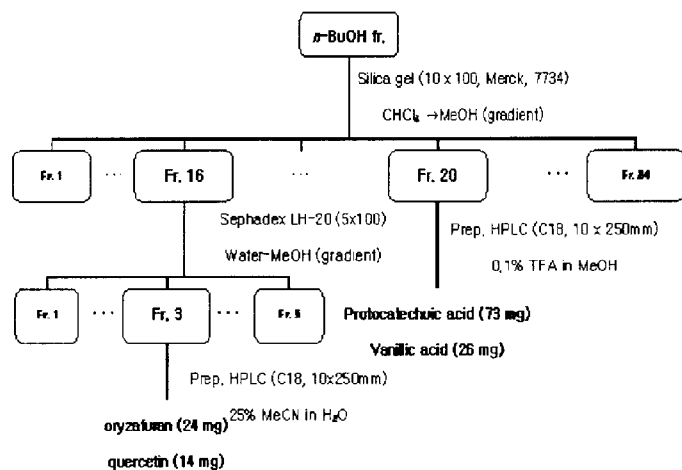 n-BuOH fr.
Silica gel (10 x 100, Merck, 7734)
CHCl₃ →MeOH (gradient)
Fr. 1 ... Fr. 16 ... Fr. 20 ... Fr.
Sephadex LH-20 (5x100)
Prep. HPLC (C18, 10 x 250mm)
Water-MeOH (gradient)
0,1% TFA in MeOH
Fr. 1 ... Fr. 3 ... Fr. 5
Protocatechuic acid (73 mg)
Vanillic acid (26 mg)
Prep. HPLC (C18, 10x250mm)
25% MeCN in H₂O
oryzafuran (24 mg)
quercetin (14 mg)